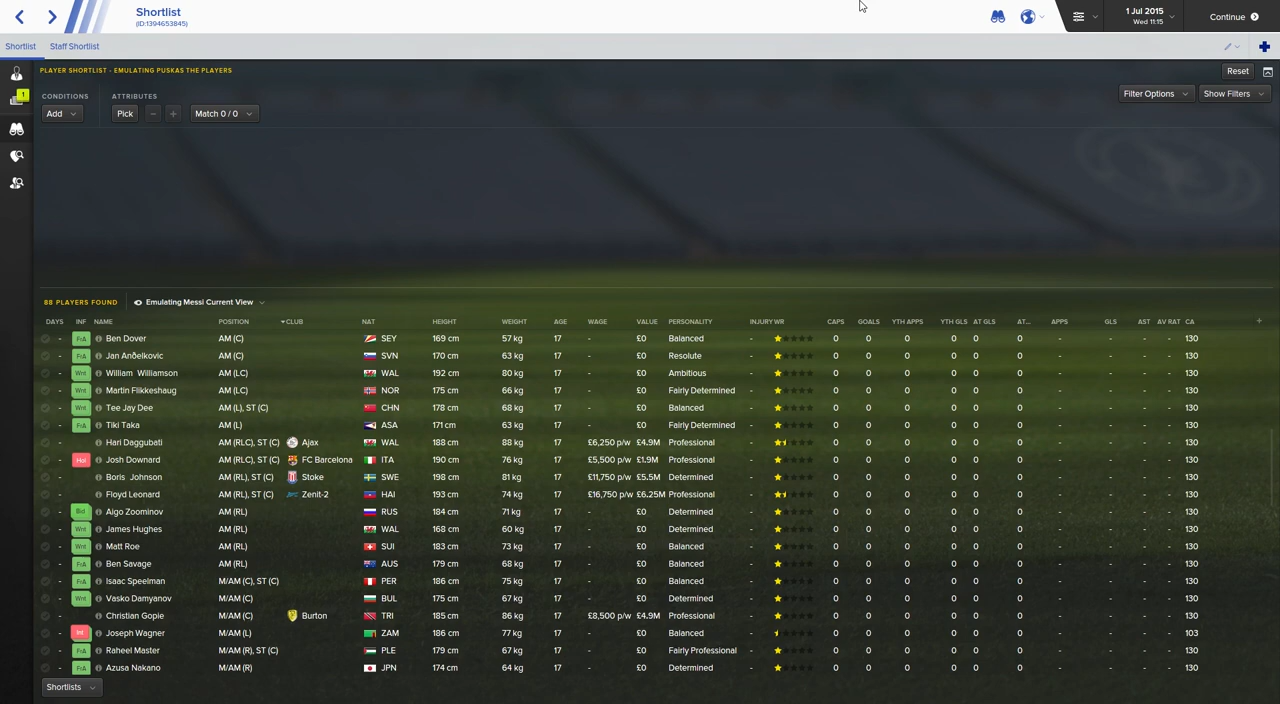 Shortlist
(ID:1394653845)
1 Jul 2015
Wed 11:15
Continue
Shortlist Staff Shortlist
PLAYER SHORTLIST - EMULATING PUSKAS THE PLAYERS
Reset
1
CONDITIONS ATTRIBUTES
Filter Options Show Filters
Add Pick - + Match 0 / 0
88 PLAYERS FOUND Emulating Messi Current View
DAYS INF NAME POSITION CLUB NAT HEIGHT WEIGHT AGE WAGE VALUE PERSONALITY INJURY WR CAPS GOALS YTH APPS YTH GLS AT GLS AT... APPS GLS AST AV RAT CA +
- FrA Ben Dover AM (C) SEY 169 cm 57 kg 17 - £0 Balanced - 0 0 0 0 0 0 - - - - 130
- FrA Jan Anđelkovic AM (C) SVN 170 cm 63 kg 17 - £0 Resolute - 0 0 0 0 0 0 - - - - 130
- Wnt William Williamson AM (LC) WAL 192 cm 80 kg 17 - £0 Ambitious - 0 0 0 0 0 0 - - - - 130
- Wnt Martin Flikkeshaug AM (LC) NOR 175 cm 66 kg 17 - £0 Fairly Determined - 0 0 0 0 0 0 - - - - 130
- Wnt Tee Jay Dee AM (L), ST (C) CHN 178 cm 68 kg 17 - £0 Balanced - 0 0 0 0 0 0 - - - - 130
- FrA Tiki Taka AM (L) ASA 171 cm 63 kg 17 - £0 Fairly Determined - 0 0 0 0 0 0 - - - - 130
- Hari Daggubati AM (RLC), ST (C) Ajax WAL 188 cm 88 kg 17 £6,250 p/w £4.9M Professional - 0 0 0 0 0 0 - - - - 130
- Hol Josh Downard AM (RLC), ST (C) FC Barcelona ITA 190 cm 76 kg 17 £5,500 p/w £1.9M Professional - 0 0 0 0 0 0 - - - - 130
- Boris Johnson AM (RL), ST (C) Stoke SWE 198 cm 81 kg 17 £11,750 p/w £5.5M Determined - 0 0 0 0 0 0 - - - - 130
- Floyd Leonard AM (RL), ST (C) Zenit-2 HAI 193 cm 74 kg 17 £16,750 p/w £6.25M Professional - 0 0 0 0 0 0 - - - - 130
- Bid Algo Zoominov AM (RL) RUS 184 cm 71 kg 17 - £0 Determined - 0 0 0 0 0 0 - - - - 130
- Wnt James Hughes AM (RL) WAL 168 cm 60 kg 17 - £0 Determined - 0 0 0 0 0 0 - - - - 130
- Wnt Matt Roe AM (RL) SUI 183 cm 73 kg 17 - £0 Balanced - 0 0 0 0 0 0 - - - - 130
- FrA Ben Savage AM (RL) AUS 179 cm 68 kg 17 - £0 Balanced - 0 0 0 0 0 0 - - - - 130
- FrA Isaac Speelman M/AM (C), ST (C) PER 186 cm 75 kg 17 - £0 Balanced - 0 0 0 0 0 0 - - - - 130
- Wnt Vasko Damyanov M/AM (C) BUL 175 cm 67 kg 17 - £0 Determined - 0 0 0 0 0 0 - - - - 130
- Christian Gopie M/AM (C) Burton TRI 185 cm 86 kg 17 £8,500 p/w £4.9M Professional - 0 0 0 0 0 0 - - - - 130
- Int Joseph Wagner M/AM (L) ZAM 186 cm 77 kg 17 - £0 Balanced - 0 0 0 0 0 0 - - - - 103
- FrA Raheel Master M/AM (R), ST (C) PLE 179 cm 67 kg 17 - £0 Fairly Professional - 0 0 0 0 0 0 - - - - 130
- FrA Azusa Nakano M/AM (R) JPN 174 cm 64 kg 17 - £0 Determined - 0 0 0 0 0 0 - - - - 130
Shortlists